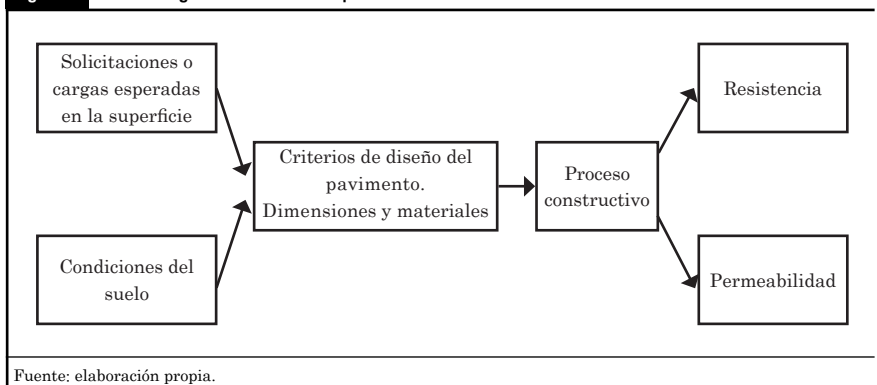 Solicitaciones o
cargas esperadas
en la superficie
Condiciones del
suelo
Criterios de diseño del
pavimento.
Dimensiones y materiales
Proceso
constructivo
Resistencia
Permeabilidad
Fuente: elaboración propia.